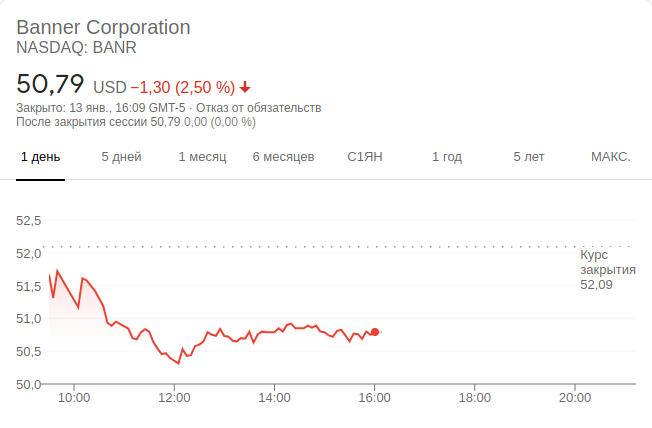 Banner Corporation
NASDAQ: BANR
50,79 USD −1,30 (2,50 %)
Закрыто: 13 янв., 16:09 GMT-5 · Отказ от обязательств
После закрытия сессии 50,79 0,00 (0,00 %)
1 день 5 дней 1 месяц 6 месяцев С1ЯН 1 год 5 лет МАКС.
52,5
52,0
Курс
закрытия
51,5
52,09
51,0
50,5
50,0
10:00 12:00 14:00 16:00 18:00 20:00